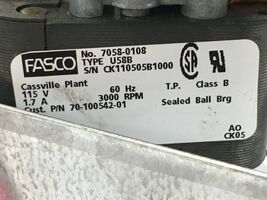 FASCO
No. 7058-0108
TYPE U58B
S/N CK110505B1000
Cassville Plant
115 V 60 Hz T.P. Class B
1.7 A 3000 RPM
Cust. P/N 70-100542-01 Sealed Ball Brg
AO
CK05